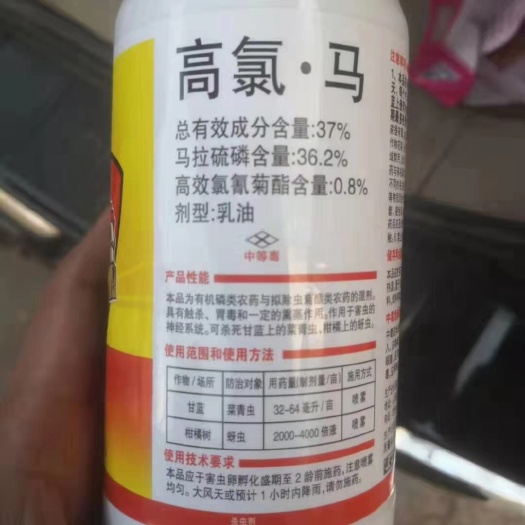 高氯·马
总有效成分含量:37%
马拉硫磷含量:36.2%
高效氯氰菊酯含量:0.8%
剂型:乳油
中等毒
产品性能
本品为有机磷类农药与拟除虫菊酯类农药的混剂。
具有触杀、胃毒和一定的熏蒸作用。作用于害虫的
神经系统。可杀死甘蓝上的菜青虫、柑橘上的蚜虫。
使用范围和使用方法
作物/场所 防治对象 用药量(制剂量/亩) 施用方式
甘蓝 菜青虫 32-64毫升/亩 喷雾
柑橘树 蚜虫 2000-4000倍液 喷雾
使用技术要求
本品应于害虫卵孵化盛期至2龄前施药,注意喷雾
均匀。大风天或预计1小时内降雨,请勿施药。
杀虫剂